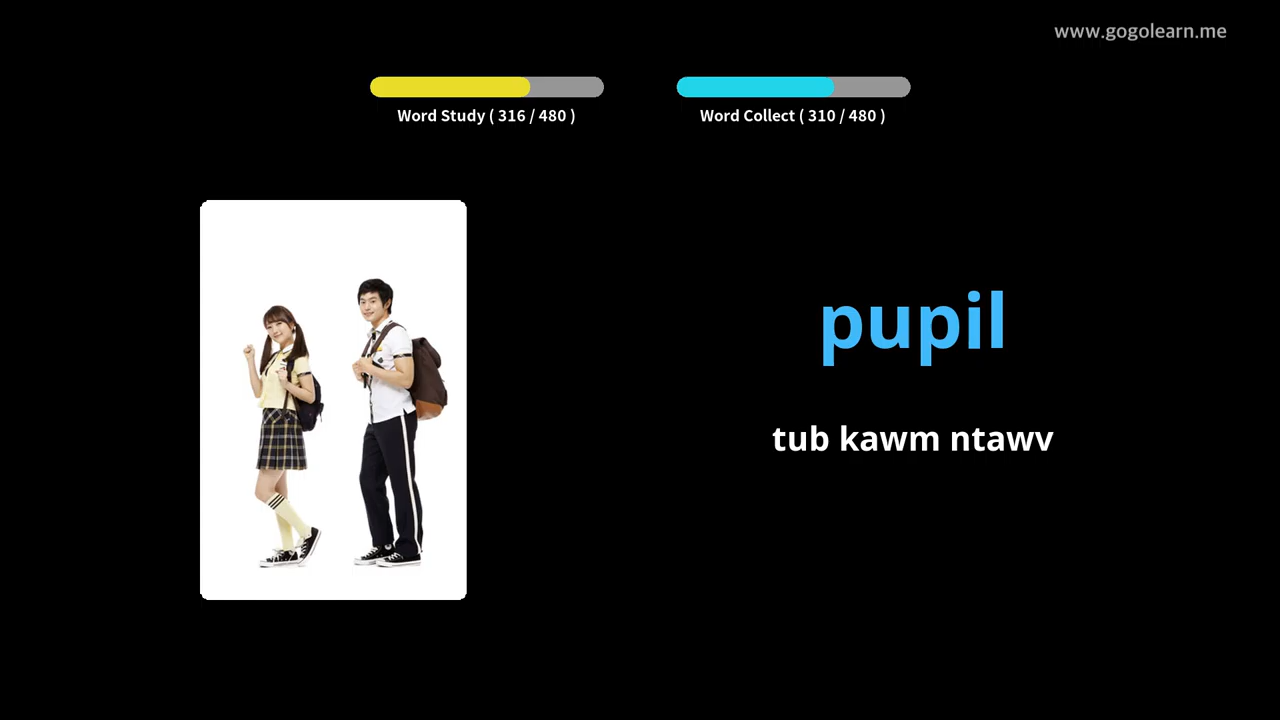 www.gogolearn.me
Word Study ( 316 / 480 )
Word Collect ( 310 / 480 )
pupil
tub kawm ntawv